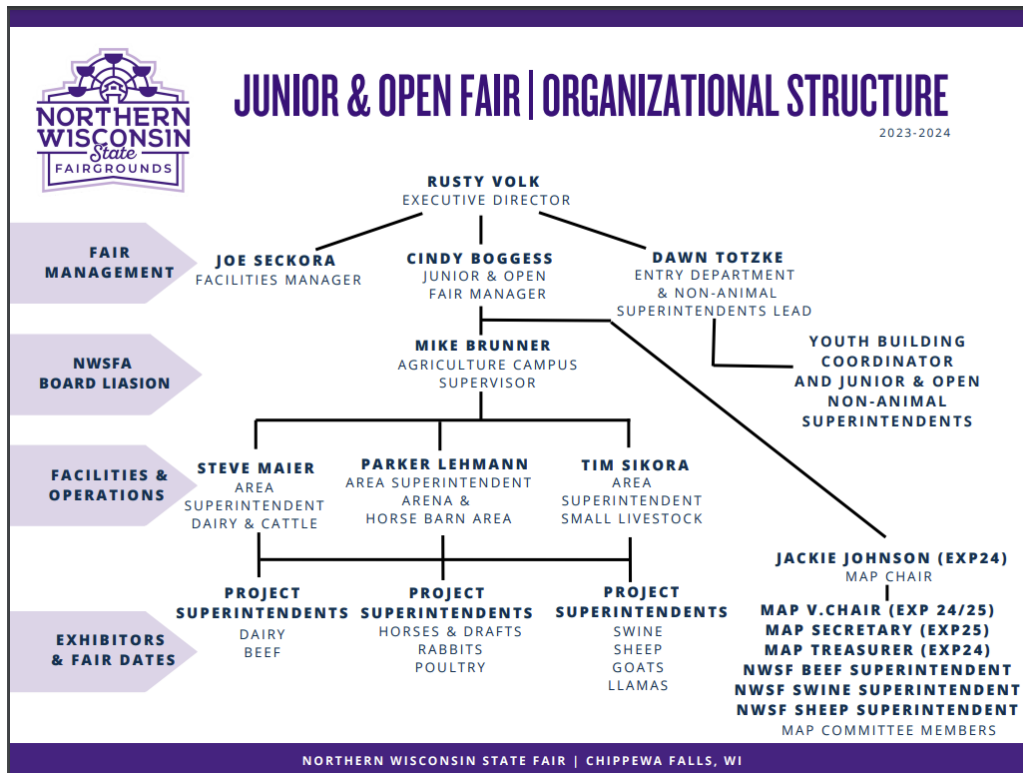 NORTHERN
WISCONSIN
State
FAIRGROUNDS
JUNIOR & OPEN FAIR | ORGANIZATIONAL STRUCTURE
2023-2024
RUSTY VOLK
EXECUTIVE DIRECTOR
FAIR
MANAGEMENT
JOE SECKORA
FACILITIES MANAGER
CINDY BOGGESS
JUNIOR & OPEN
FAIR MANAGER
DAWN TOTZKE
ENTRY DEPARTMENT
& NON-ANIMAL
SUPERINTENDENTS LEAD
NWSFA
BOARD LIASION
MIKE BRUNNER
AGRICULTURE CAMPUS
SUPERVISOR
YOUTH BUILDING
COORDINATOR
AND JUNIOR & OPEN
NON-ANIMAL
SUPERINTENDENTS
FACILITIES &
OPERATIONS
STEVE MAIER
AREA
SUPERINTENDENT
DAIRY & CATTLE
PARKER LEHMANN
AREA SUPERINTENDENT
ARENA &
HORSE BARN AREA
TIM SIKORA
AREA
SUPERINTENDENT
SMALL LIVESTOCK
JACKIE JOHNSON (EXP24)
MAP CHAIR
EXHIBITORS
& FAIR DATES
PROJECT
SUPERINTENDENTS
DAIRY
BEEF
PROJECT
SUPERINTENDENTS
HORSES & DRAFTS
RABBITS
POULTRY
PROJECT
SUPERINTENDENTS
SWINE
SHEEP
GOATS
LLAMAS
MAP V.CHAIR (EXP 24/25)
MAP SECRETARY (EXP25)
MAP TREASURER (EXP24)
NWSF BEEF SUPERINTENDENT
NWSF SWINE SUPERINTENDENT
NWSF SHEEP SUPERINTENDENT
MAP COMMITTEE MEMBERS
NORTHERN WISCONSIN STATE FAIR | CHIPPEWA FALLS, WI